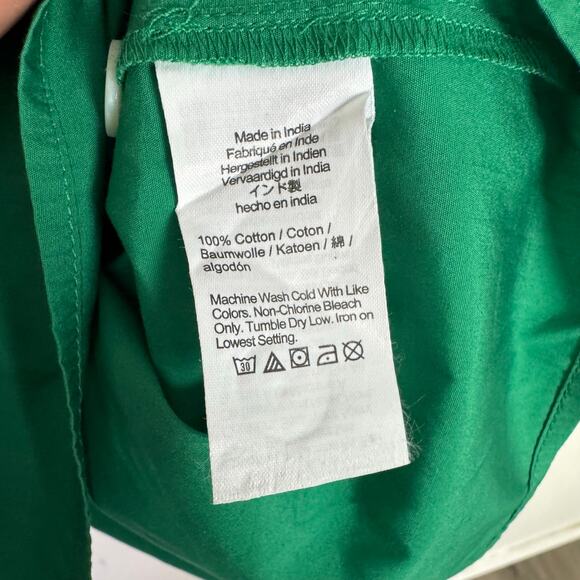 Made in India
Fabriqué en Inde
Hergestellt in Indien
Vervaardigd in India
インド製
hecho en india
100% Cotton / Coton /
Baumwolle / Katoen / 綿 /
algodón
Machine Wash Cold With Like
Colors. Non-Chlorine Bleach
Only. Tumble Dry Low. Iron on
Lowest Setting.
30